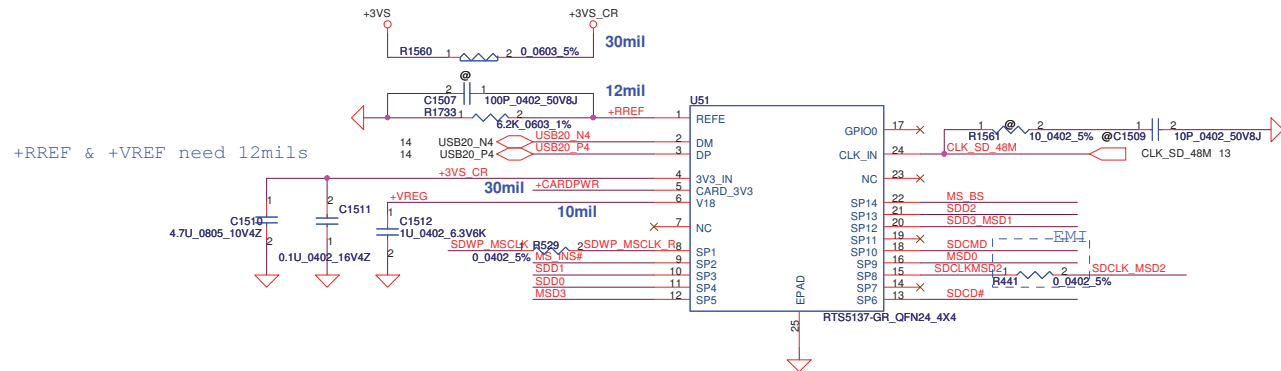 +3VS
+3VS_CR
R1560 1 2 0_0603_5% 30mil
@
2 1
C1507 100P_0402_50V8J
12mil
R1733 1 2
6.2K_0603_1%
+RREF
U51
+RREF & +VREF need 12mils
14 USB20_N4 USB20_N4
14 USB20_P4 USB20_P4
+3VS_CR
30mil
+CARDPWR
+VREG
10mil
1 C1510 2
4.7U_0805_10V4Z
2 C1511 1
0.1U_0402_16V4Z
1 C1512 2
1U_0402_6.3V6K
SDWP_MSCLK 1 R529 2 SDWP_MSCLK_R
0_0402_5%
MS_INS#
SDD1
SDD0
MSD3
1 REFE
2 DM
3 DP
4 3V3_IN
5 CARD_3V3
6 V18
7 NC
8 SP1
9 SP2
10 SP3
11 SP4
12 SP5
EPAD
25
GPIO0 17
CLK_IN 24
NC 23
SP14 22
SP13 21
SP12 20
SP11 19
SP10 18
SP9 16
SP8 15
SP7 14
SP6 13
RTS5137-GR_QFN24_4X4
1 @ 2
R1561 10_0402_5%
@C1509 1 2
10P_0402_50V8J
CLK_SD_48M
CLK_SD_48M 13
MS_BS
SDD2
SDD3_MSD1
EMI
SDCMD
MSD0
SDCLKMSD2 1 2 SDCLK_MSD2
R441 0_0402_5%
SDCD#